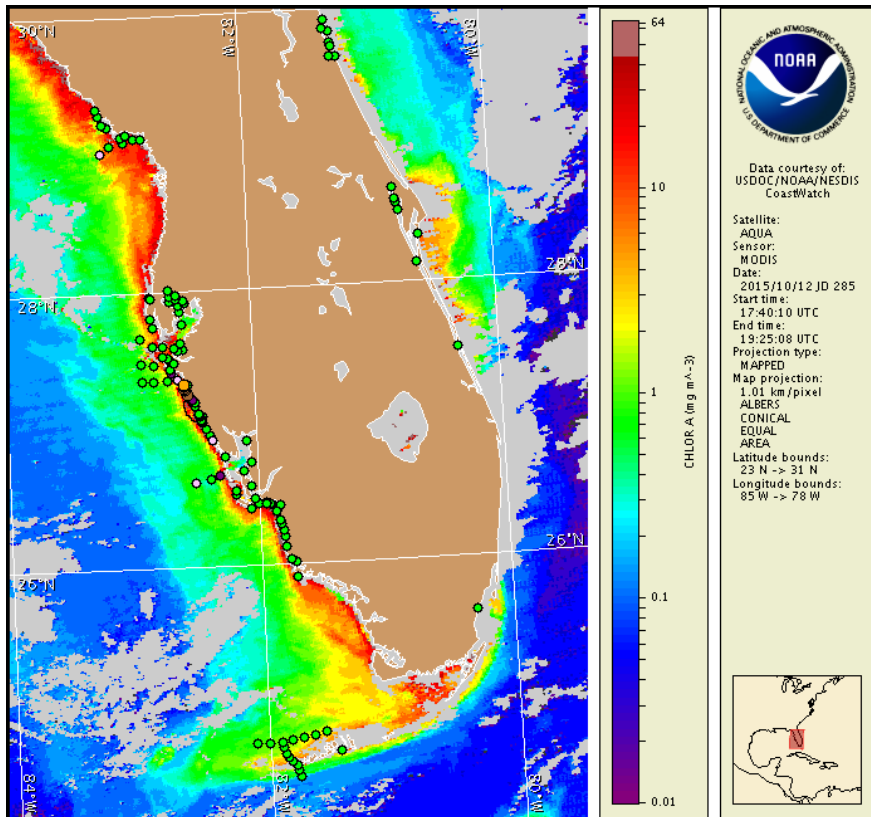 30°N
82°W
80°W
28°N
28°N
26°N
26°N
84°W
82°W
80°W
64
10
1
0.1
0.01
CHLOR A (mg m^-3)
NATIONAL OCEANIC AND ATMOSPHERIC ADMINISTRATION
NOAA
U.S. DEPARTMENT OF COMMERCE
Data courtesy of:
USDOC/NOAA/NESDIS
CoastWatch
Satellite:
AQUA
Sensor:
MODIS
Date:
2015/10/12 JD 285
Start time:
17:40:10 UTC
End time:
19:25:08 UTC
Projection type:
MAPPED
Map projection:
1.01 km/pixel
ALBERS
CONICAL
EQUAL
AREA
Latitude bounds:
23 N -> 31 N
Longitude bounds:
85 W -> 78 W